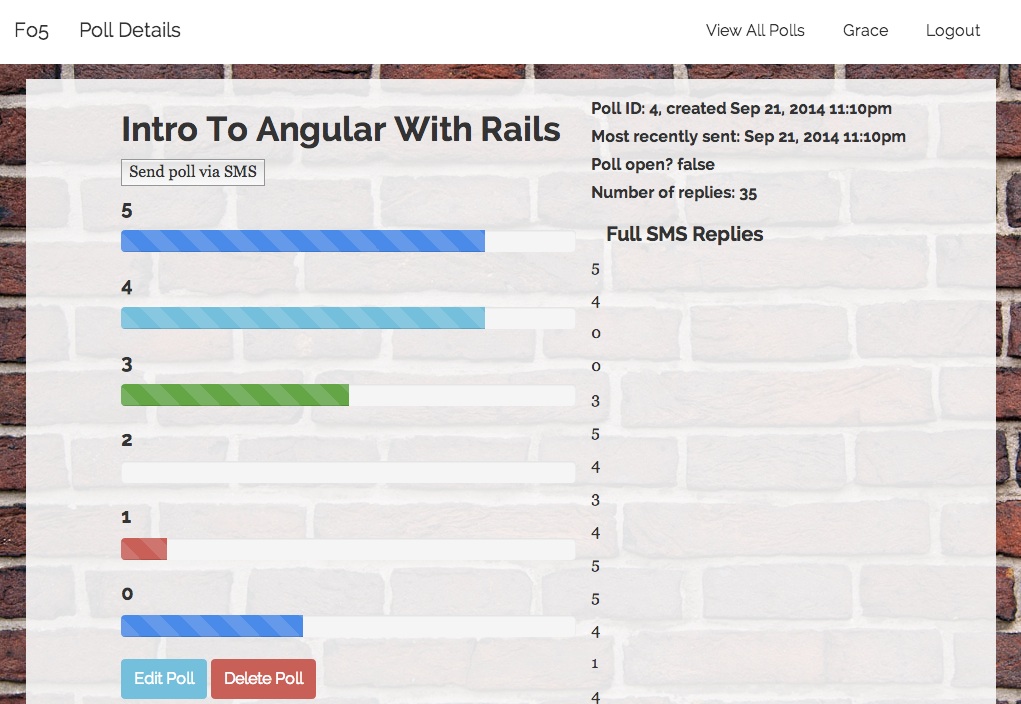 Fo5 Poll Details View All Polls Grace Logout
Intro To Angular With Rails
Send poll via SMS
5
4
3
2
1
0
Edit Poll Delete Poll
Poll ID: 4, created Sep 21, 2014 11:10pm
Most recently sent: Sep 21, 2014 11:10pm
Poll open? false
Number of replies: 35
Full SMS Replies
5
4
0
0
3
5
4
3
4
5
5
4
1
4